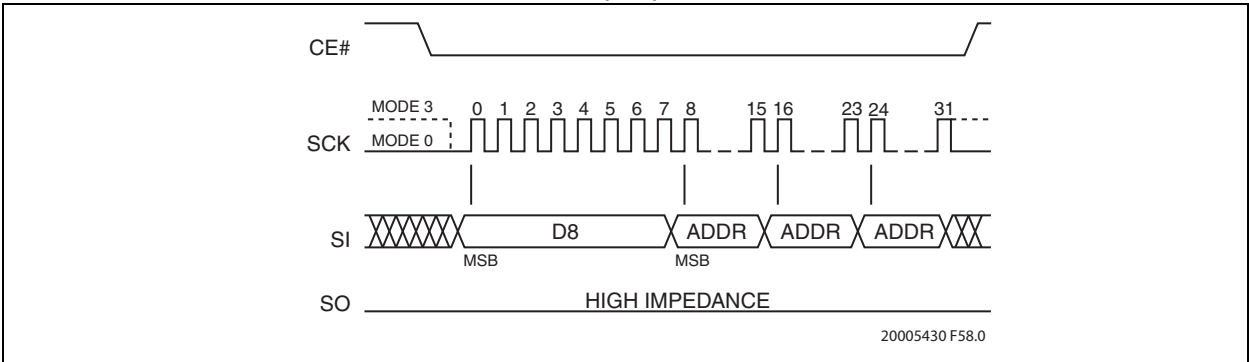 CE#
MODE 3
0 1 2 3 4 5 6 7 8 15 16 23 24 31
SCK MODE 0
SI D8 ADDR ADDR ADDR
MSB MSB
SO HIGH IMPEDANCE
20005430 F58.0